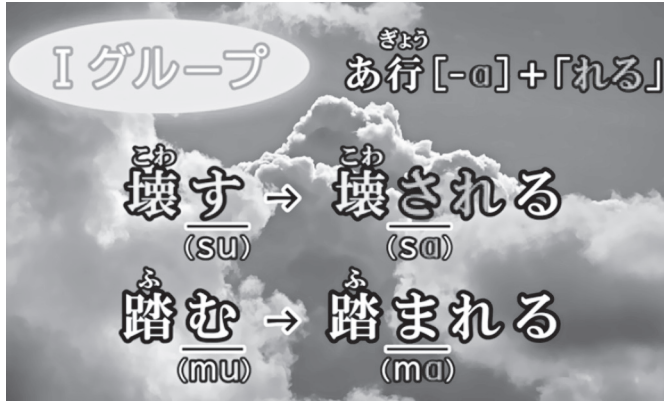 Ⅰグループ
ぎょう
あ行[-a]+「れる」
こわ こわ
壊す → 壊される
(su) (sa)
ふ ふ
踏む → 踏まれる
(mu) (ma)